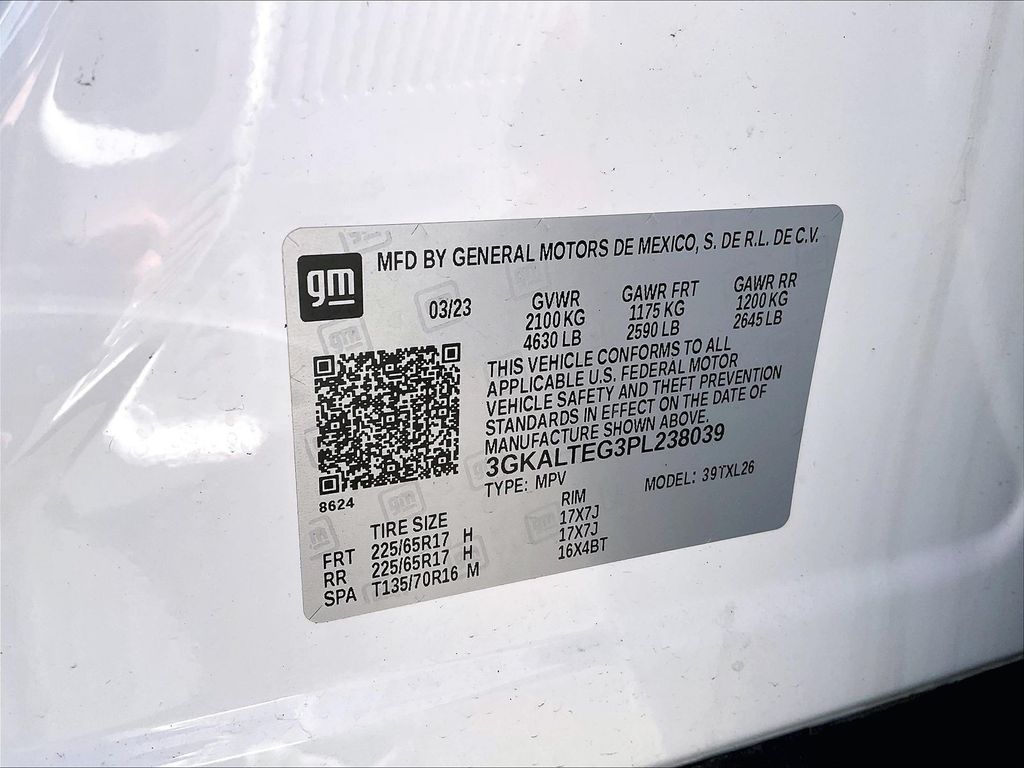 gm
MFD BY GENERAL MOTORS DE MEXICO, S. DE R.L. DE C.V.
03/23
GVWR
2100 KG
4630 LB
GAWR FRT
1175 KG
2590 LB
GAWR RR
1200 KG
2645 LB
THIS VEHICLE CONFORMS TO ALL
APPLICABLE U.S. FEDERAL MOTOR
VEHICLE SAFETY AND THEFT PREVENTION
STANDARDS IN EFFECT ON THE DATE OF
MANUFACTURE SHOWN ABOVE.
3GKALTEG3PL238039
TYPE: MPV MODEL: 39TXL26
8624
TIRE SIZE RIM
FRT 225/65R17 H 17X7J
RR 225/65R17 H 17X7J
SPA T135/70R16 M 16X4BT